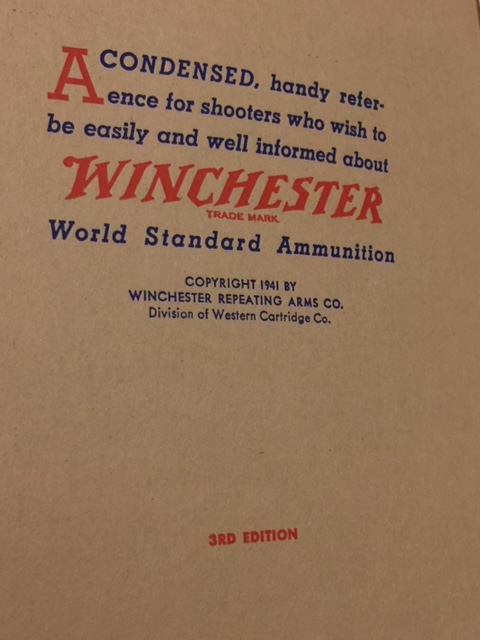 A CONDENSED, handy refer-
ence for shooters who wish to
be easily and well informed about
WINCHESTER
TRADE MARK
World Standard Ammunition
COPYRIGHT 1941 BY
WINCHESTER REPEATING ARMS CO.
Division of Western Cartridge Co.
3RD EDITION